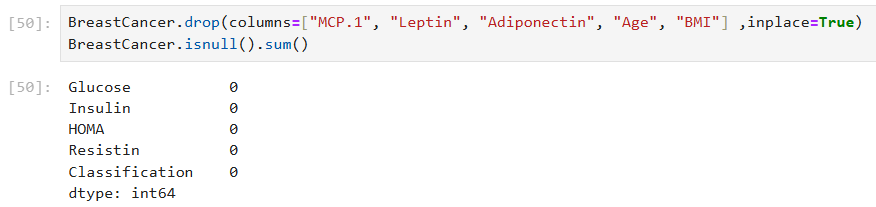 [50]: BreastCancer.drop(columns=["MCP.1", "Leptin", "Adiponectin", "Age", "BMI"] ,inplace=True)
BreastCancer.isnull().sum()
[50]: Glucose 0
Insulin 0
HOMA 0
Resistin 0
Classification 0
dtype: int64